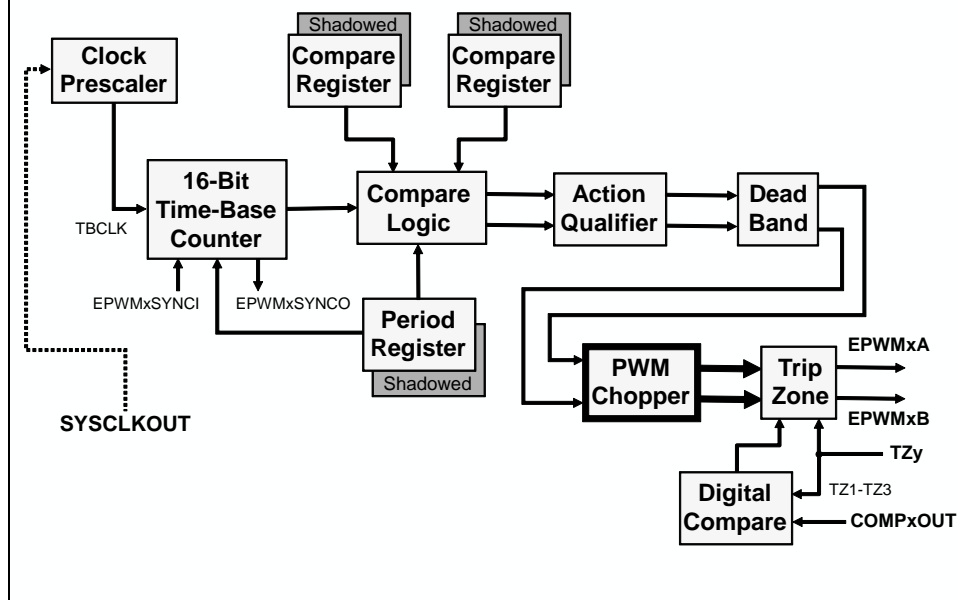 Shadowed
Compare
Register
Shadowed
Compare
Register
Clock
Prescaler
16-Bit
Time-Base
Counter
Compare
Logic
Action
Qualifier
Dead
Band
TBCLK
EPWMxSYNCI
EPWMxSYNCO
Period
Register
Shadowed
SYSCLKOUT
PWM
Chopper
Trip
Zone
EPWMxA
EPWMxB
TZy
TZ1-TZ3
Digital
Compare
COMPxOUT